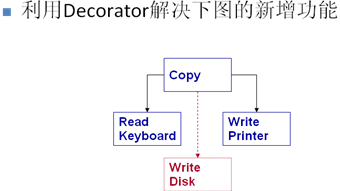 利用Decorator解决下图的新增功能
Copy
Read
Keyboard
Write
Printer
Write
Disk